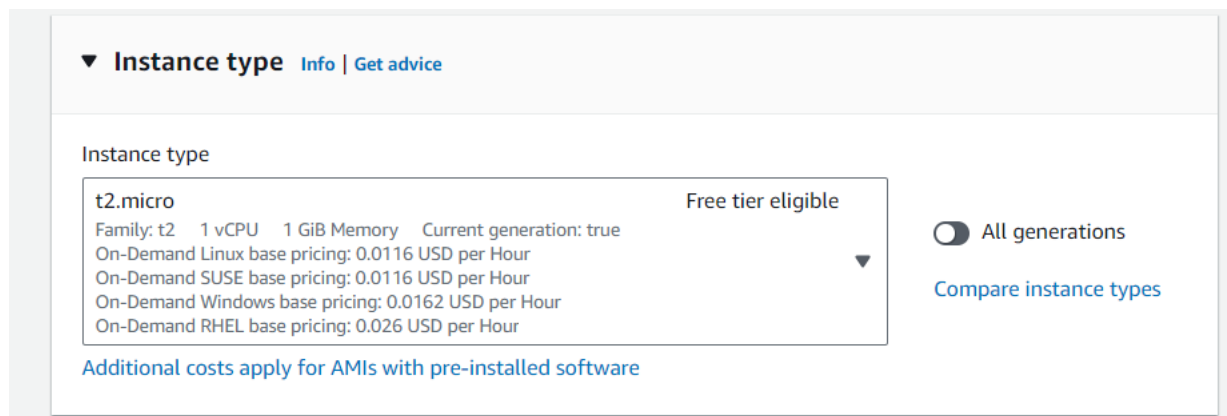 Instance type Info | Get advice
Instance type
t2.micro Free tier eligible
Family: t2 1 vCPU 1 GiB Memory Current generation: true
On-Demand Linux base pricing: 0.0116 USD per Hour
On-Demand SUSE base pricing: 0.0116 USD per Hour
On-Demand Windows base pricing: 0.0162 USD per Hour
On-Demand RHEL base pricing: 0.026 USD per Hour
All generations
Compare instance types
Additional costs apply for AMIs with pre-installed software